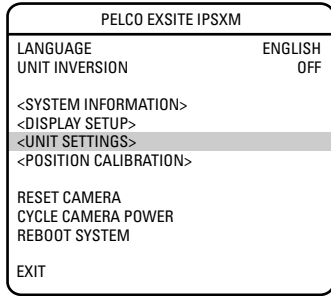 PELCO EXSITE IPSXM
LANGUAGE ENGLISH
UNIT INVERSION OFF
<SYSTEM INFORMATION>
<DISPLAY SETUP>
<UNIT SETTINGS>
<POSITION CALIBRATION>
RESET CAMERA
CYCLE CAMERA POWER
REBOOT SYSTEM
EXIT